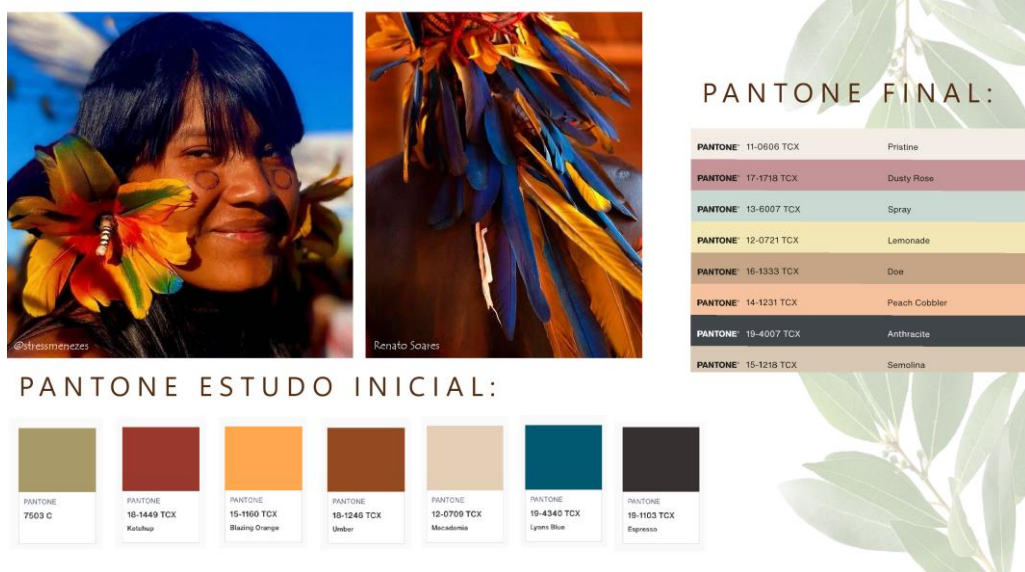 @stressmenezes
Renato Soares
PANTONE FINAL:
PANTONE® 11-0606 TCX Pristine
PANTONE® 17-1718 TCX Dusty Rose
PANTONE® 13-6007 TCX Spray
PANTONE® 12-0721 TCX Lemonade
PANTONE® 16-1333 TCX Doe
PANTONE® 14-1231 TCX Peach Cobbler
PANTONE® 19-4007 TCX Anthracite
PANTONE® 15-1218 TCX Semolina
PANTONE ESTUDO INICIAL:
PANTONE
7503 C
PANTONE
18-1449 TCX
Ketchup
PANTONE
15-1160 TCX
Blazing Orange
PANTONE
18-1246 TCX
Umber
PANTONE
12-0709 TCX
Macadamia
PANTONE
19-4340 TCX
Lyons Blue
PANTONE
19-1103 TCX
Espresso